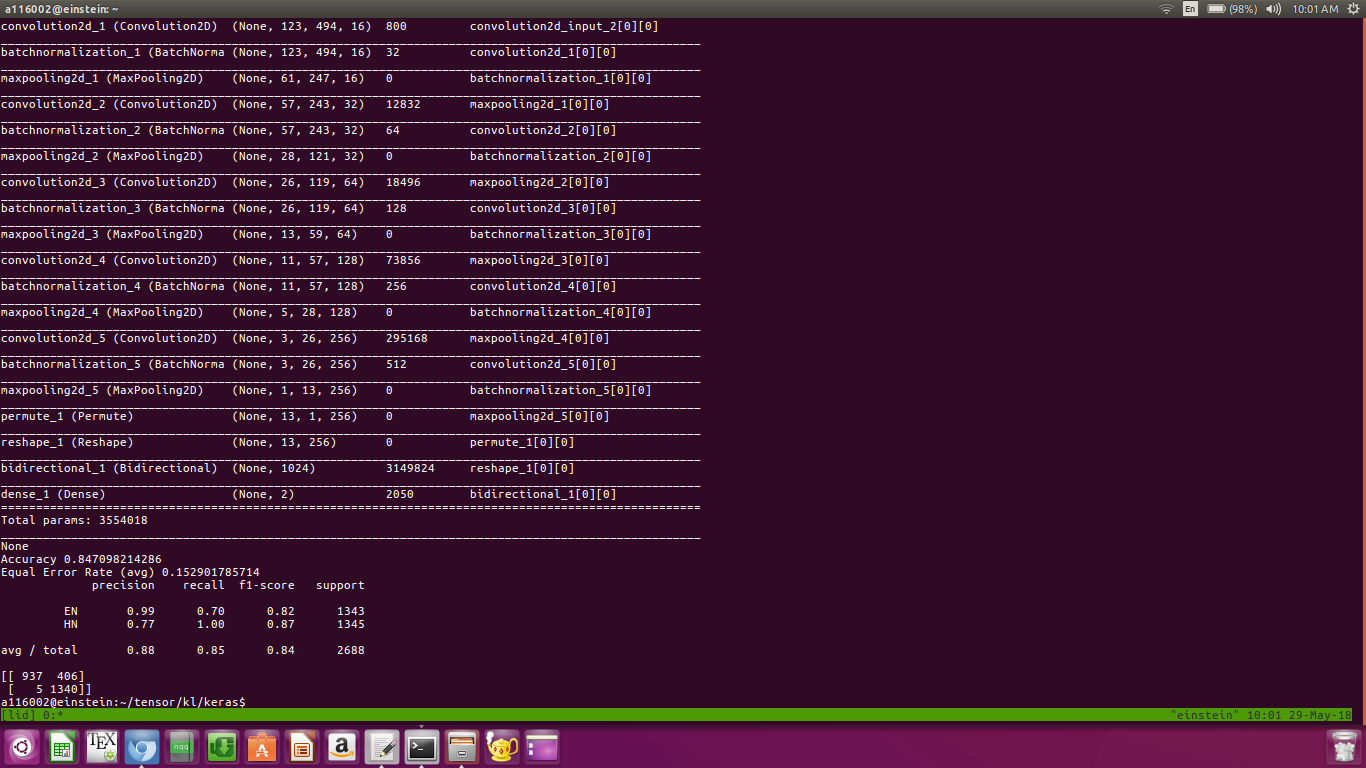 a116002@einstein: ~
En
(98%)
10:01 AM
convolution2d_1 (Convolution2D) (None, 123, 494, 16) 800 convolution2d_input_2[0][0]
batchnormalization_1 (BatchNorma (None, 123, 494, 16) 32 convolution2d_1[0][0]
maxpooling2d_1 (MaxPooling2D) (None, 61, 247, 16) 0 batchnormalization_1[0][0]
convolution2d_2 (Convolution2D) (None, 57, 243, 32) 12832 maxpooling2d_1[0][0]
batchnormalization_2 (BatchNorma (None, 57, 243, 32) 64 convolution2d_2[0][0]
maxpooling2d_2 (MaxPooling2D) (None, 28, 121, 32) 0 batchnormalization_2[0][0]
convolution2d_3 (Convolution2D) (None, 26, 119, 64) 18496 maxpooling2d_2[0][0]
batchnormalization_3 (BatchNorma (None, 26, 119, 64) 128 convolution2d_3[0][0]
maxpooling2d_3 (MaxPooling2D) (None, 13, 59, 64) 0 batchnormalization_3[0][0]
convolution2d_4 (Convolution2D) (None, 11, 57, 128) 73856 maxpooling2d_3[0][0]
batchnormalization_4 (BatchNorma (None, 11, 57, 128) 256 convolution2d_4[0][0]
maxpooling2d_4 (MaxPooling2D) (None, 5, 28, 128) 0 batchnormalization_4[0][0]
convolution2d_5 (Convolution2D) (None, 3, 26, 256) 295168 maxpooling2d_4[0][0]
batchnormalization_5 (BatchNorma (None, 3, 26, 256) 512 convolution2d_5[0][0]
maxpooling2d_5 (MaxPooling2D) (None, 1, 13, 256) 0 batchnormalization_5[0][0]
permute_1 (Permute) (None, 13, 1, 256) 0 maxpooling2d_5[0][0]
reshape_1 (Reshape) (None, 13, 256) 0 permute_1[0][0]
bidirectional_1 (Bidirectional) (None, 1024) 3149824 reshape_1[0][0]
dense_1 (Dense) (None, 2) 2050 bidirectional_1[0][0]
Total params: 3554018
None
Accuracy 0.847098214286
Equal Error Rate (avg) 0.152901785714
precision recall f1-score support
EN 0.99 0.70 0.82 1343
HN 0.77 1.00 0.87 1345
avg / total 0.88 0.85 0.84 2688
[[ 937 406]
[ 5 1340]]
a116002@einstein:~/tensor/kl/keras$
[lid] 0:* "einstein" 10:01 29-May-18
TEX
nqq
a